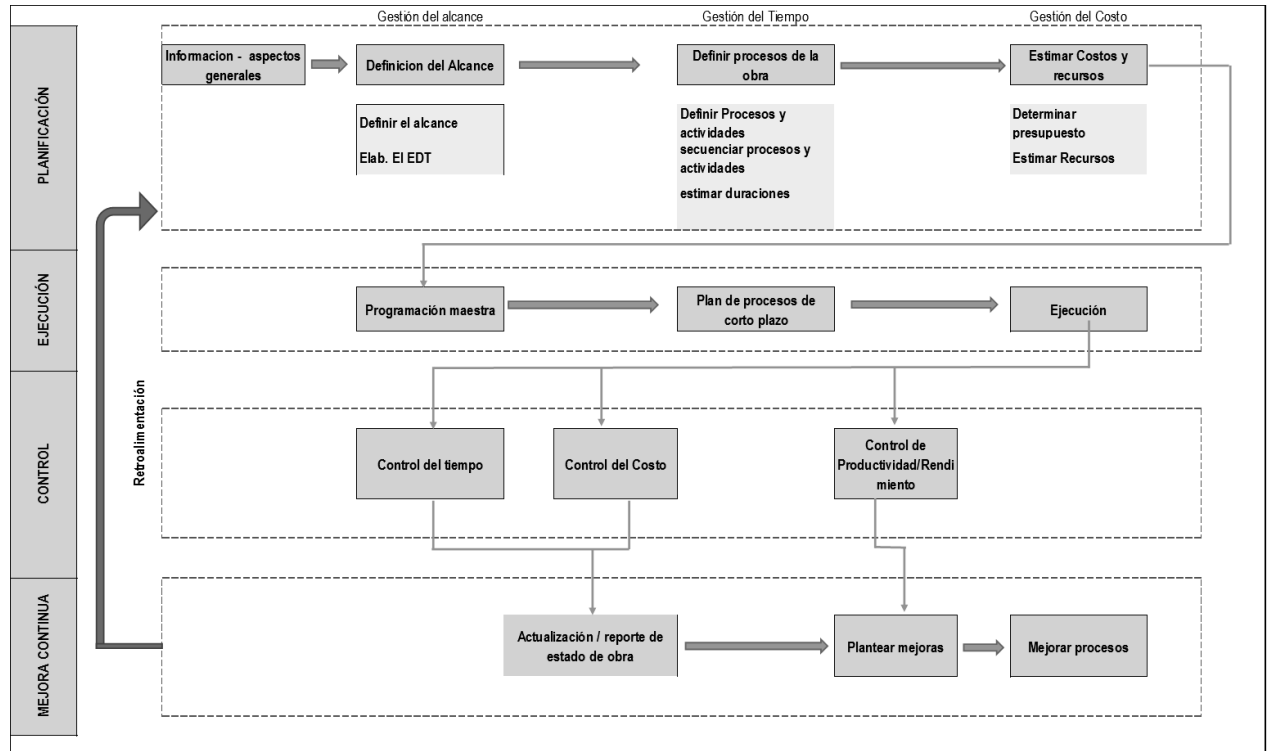 Gestión del alcance
Gestión del Tiempo
Gestión del Costo
PLANIFICACIÓN
Informacion - aspectos
generales
Definicion del Alcance
Definir procesos de la
obra
Estimar Costos y
recursos
Definir el alcance
Elab. El EDT
Definir Procesos y
actividades
secuenciar procesos y
actividades
estimar duraciones
Determinar
presupuesto
Estimar Recursos
EJECUCIÓN
Programación maestra
Plan de procesos de
corto plazo
Ejecución
Retroalimentación
CONTROL
Control del tiempo
Control del Costo
Control de
Productividad/Rendi
miento
MEJORA CONTINUA
Actualización / reporte de
estado de obra
Plantear mejoras
Mejorar procesos